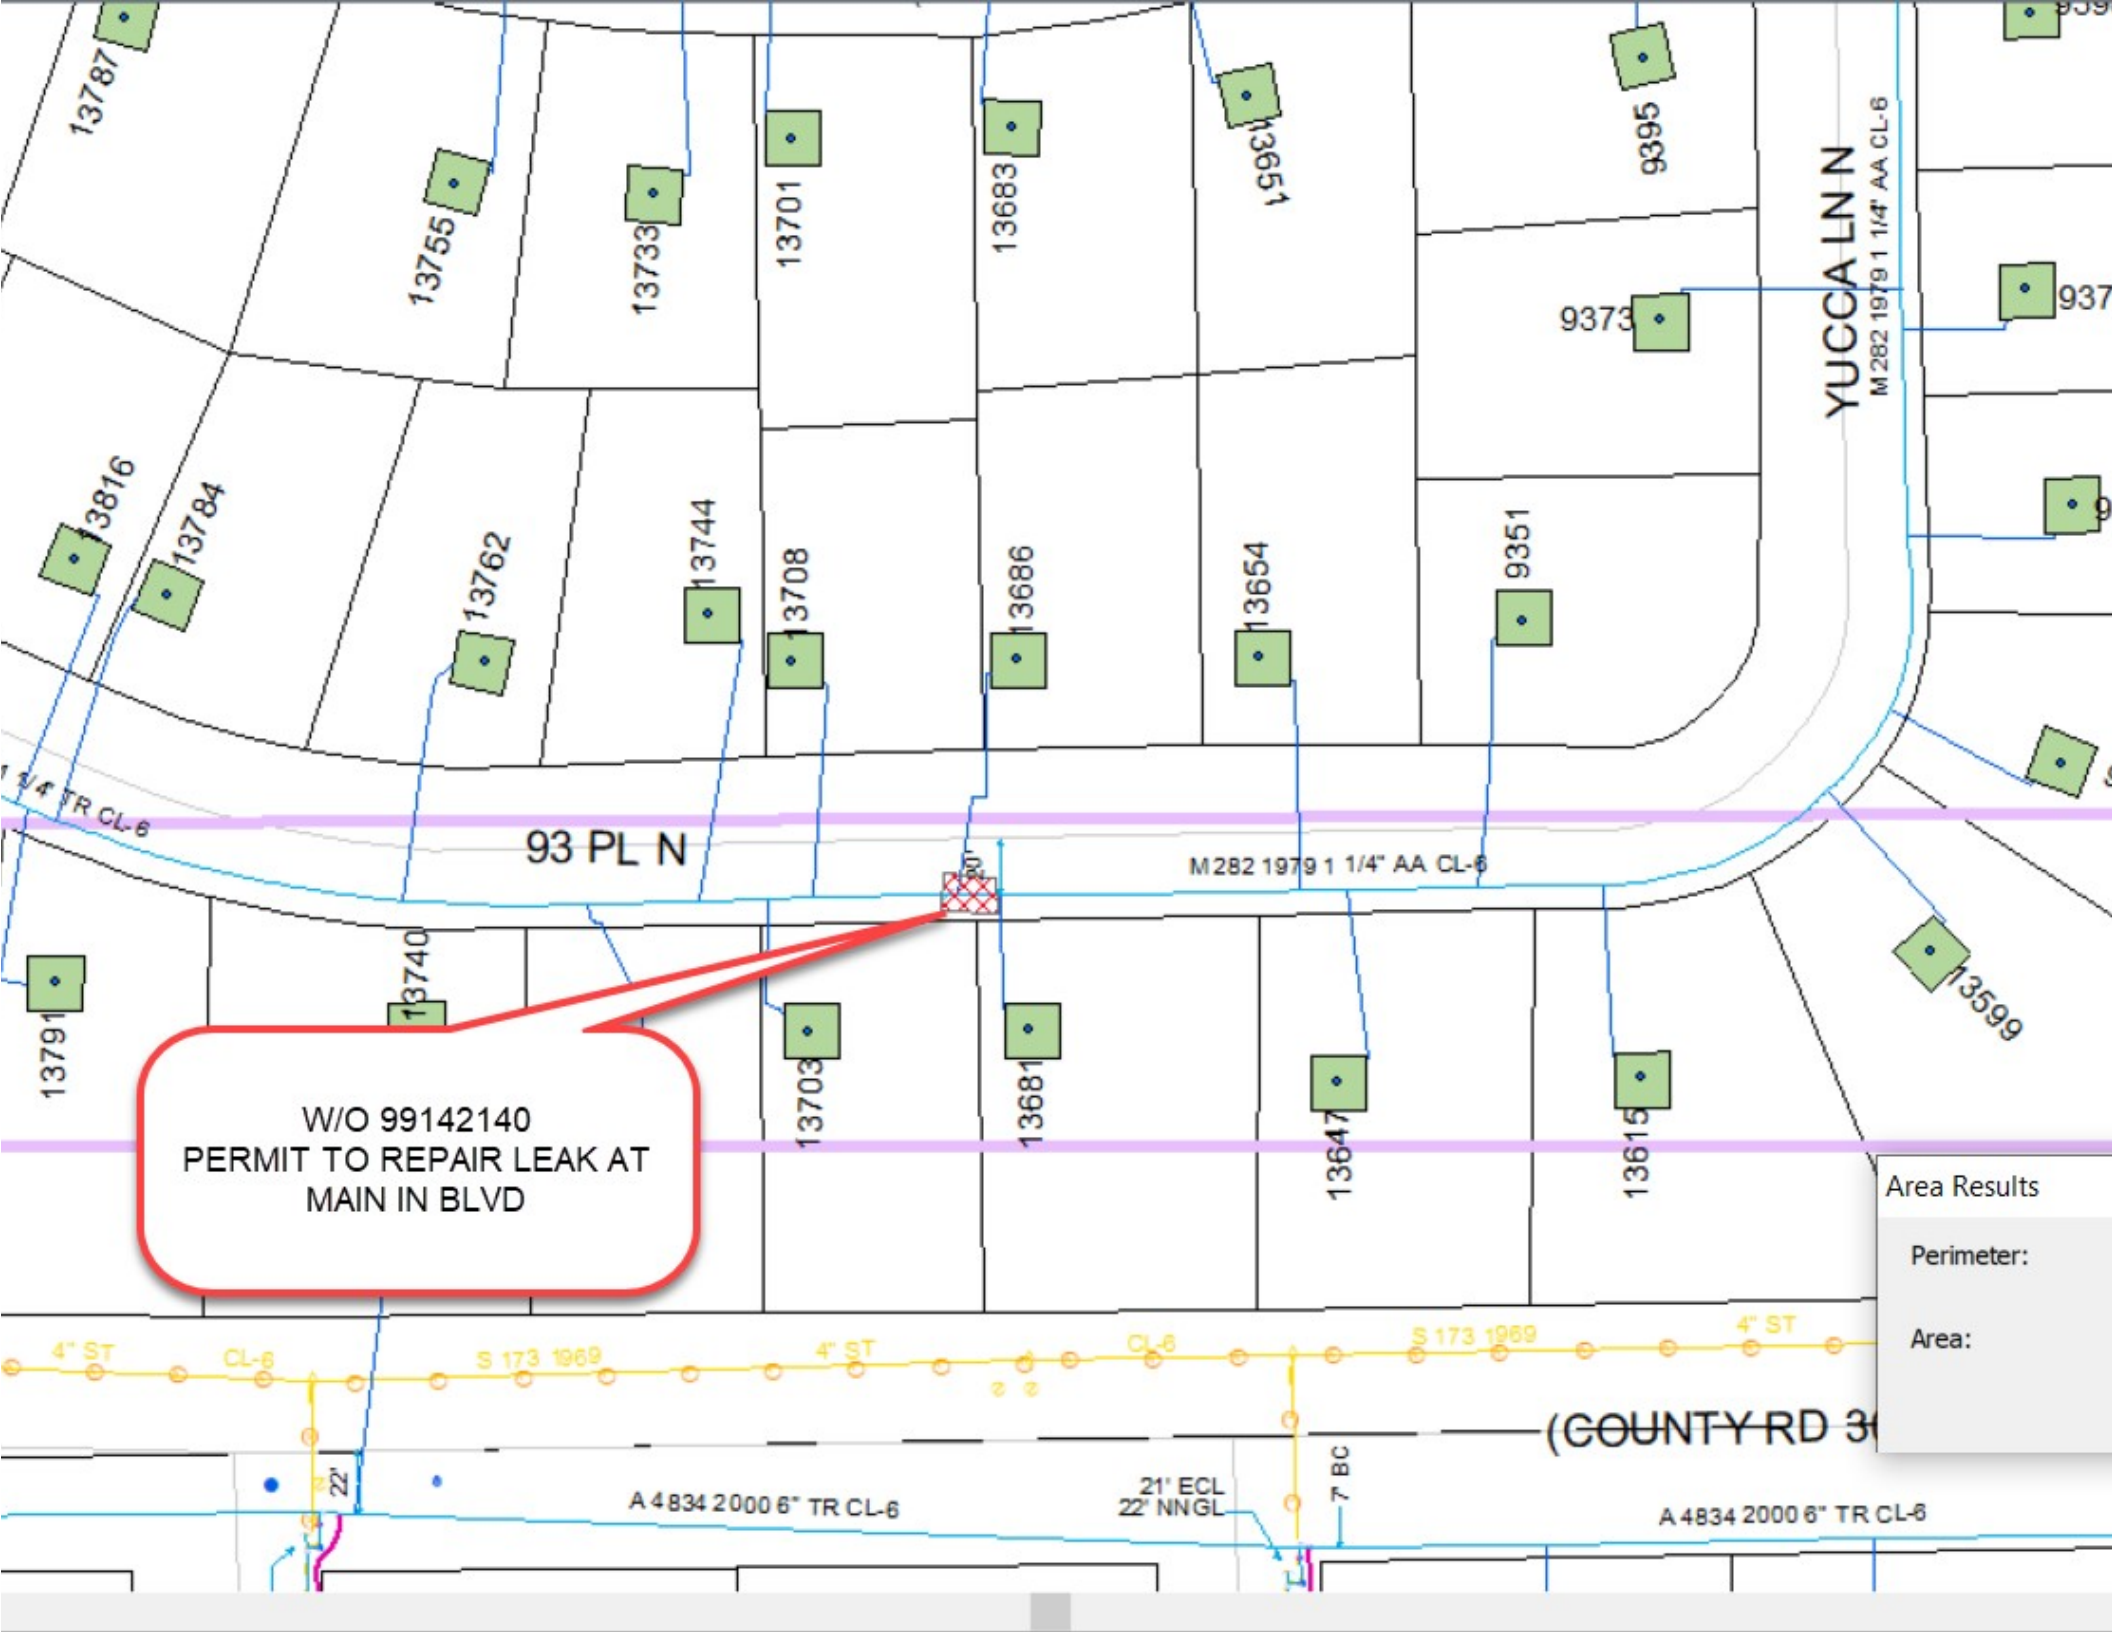 13787
13755
13733
13701
13683
13651
9395
9373
YUCCA LN N
M 282 1979 1 1/4" AA CL-6
13816
13784
13762
13744
13708
13686
13654
9351
1/4" TR CL-6
93 PL N
20'
M 282 1979 1 1/4" AA CL-6
13791
13740
13703
13681
13647
13615
13599
W/O 99142140
PERMIT TO REPAIR LEAK AT
MAIN IN BLVD
Area Results
Perimeter:
Area:
4" ST
CL-6
S 173 1969
4" ST
CL-6
S 173 1969
4" ST
(COUNTY RD
22'
A 4834 2000 6" TR CL-6
21' ECL
22' NNGL
7' BC
A 4834 2000 6" TR CL-6